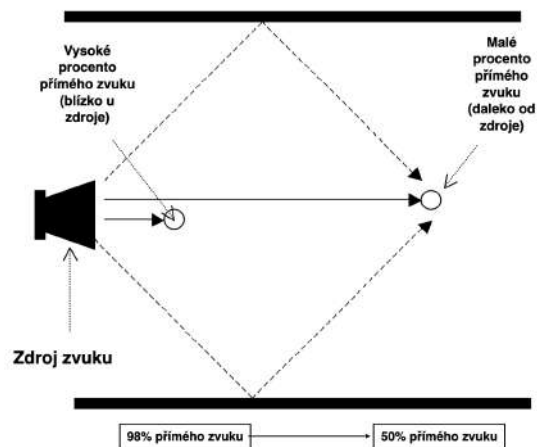 Vysoké
procento
přímého zvuku
(blízko u
zdroje)
Malé
procento
přímého
zvuku
(daleko od
zdroje)
Zdroj zvuku
98% přímého zvuku
50% přímého zvuku